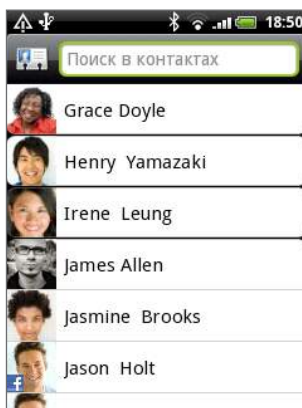 18:50
Поиск в контактах
Grace Doyle
Henry Yamazaki
Irene Leung
James Allen
Jasmine Brooks
Jason Holt
f